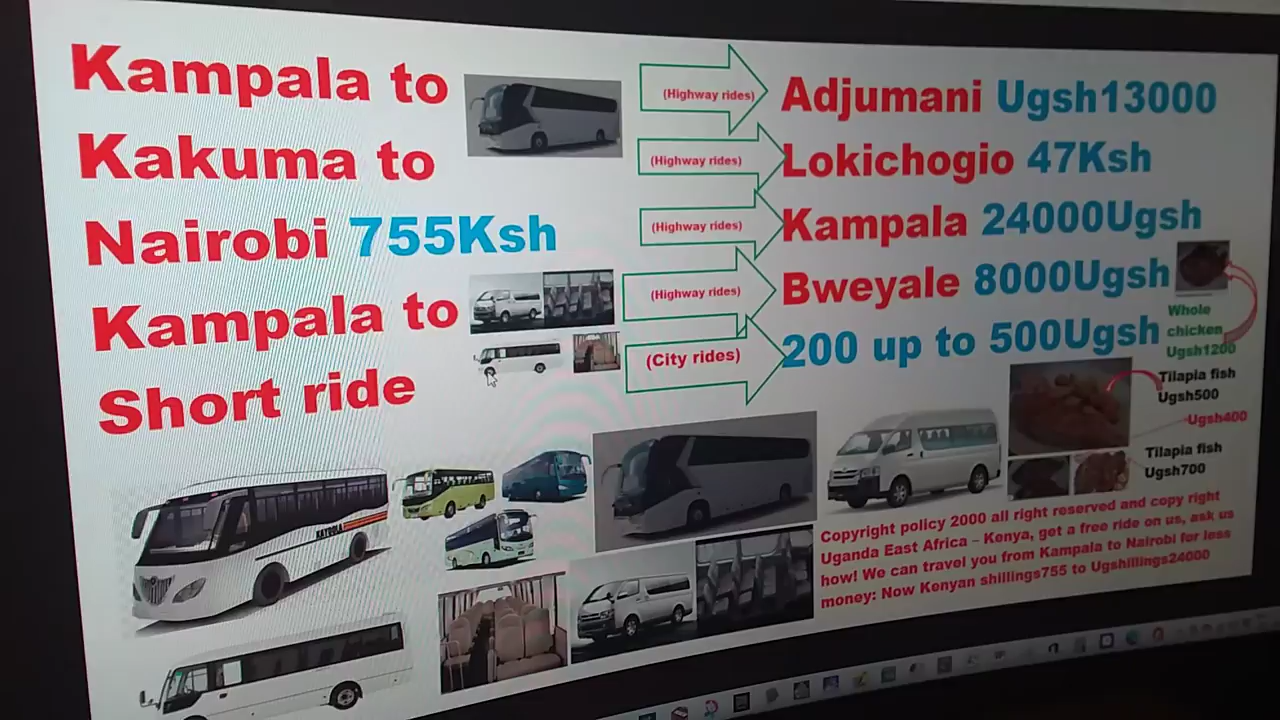 Kampala to (Highway rides) Adjumani Ugsh13000
Kakuma to (Highway rides) Lokichogio 47Ksh
Nairobi 755Ksh (Highway rides) Kampala 24000Ugsh
Kampala to (Highway rides) Bweyale 8000Ugsh
Short ride (City rides) 200 up to 500Ugsh
Whole
chicken
Ugsh1200
Tilapia fish
Ugsh500
Ugsh400
Tilapia fish
Ugsh700
KAYOOLA
Copyright policy 2000 all right reserved and copy right
Uganda East Africa – Kenya, get a free ride on us, ask us
how! We can travel you from Kampala to Nairobi for less
money: Now Kenyan shillings755 to Ugshillings24000